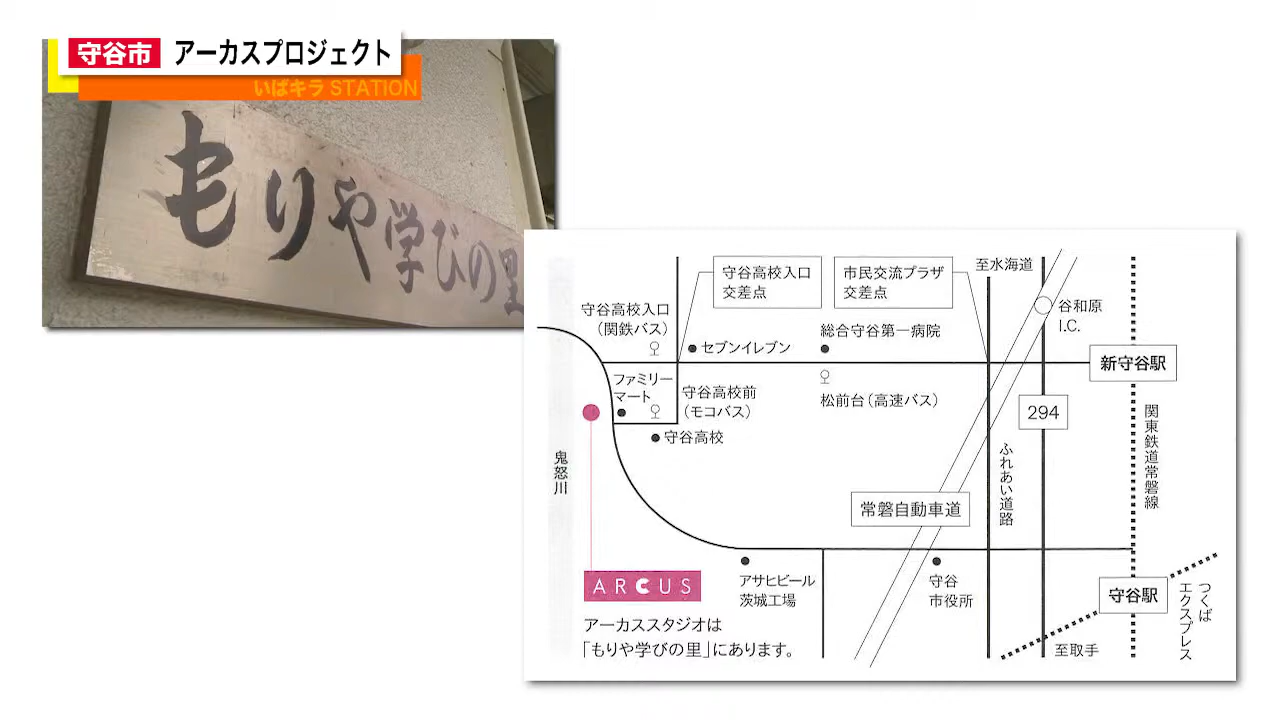 守谷市 アーカスプロジェクト
いばキラ STATION
もりや学びの里
守谷高校入口
交差点
市民交流プラザ
交差点
至水海道
谷和原
I.C.
守谷高校入口
（関鉄バス）
セブンイレブン
総合守谷第一病院
新守谷駅
ファミリー
マート
守谷高校前
（モコバス）
松前台（高速バス）
294
守谷高校
関東鉄道常磐線
鬼怒川
ふれあい道路
常磐自動車道
ARCUS
アサヒビール
茨城工場
守谷
市役所
守谷駅
つくば
エクスプレス
アーカススタジオは
「もりや学びの里」にあります。
至取手